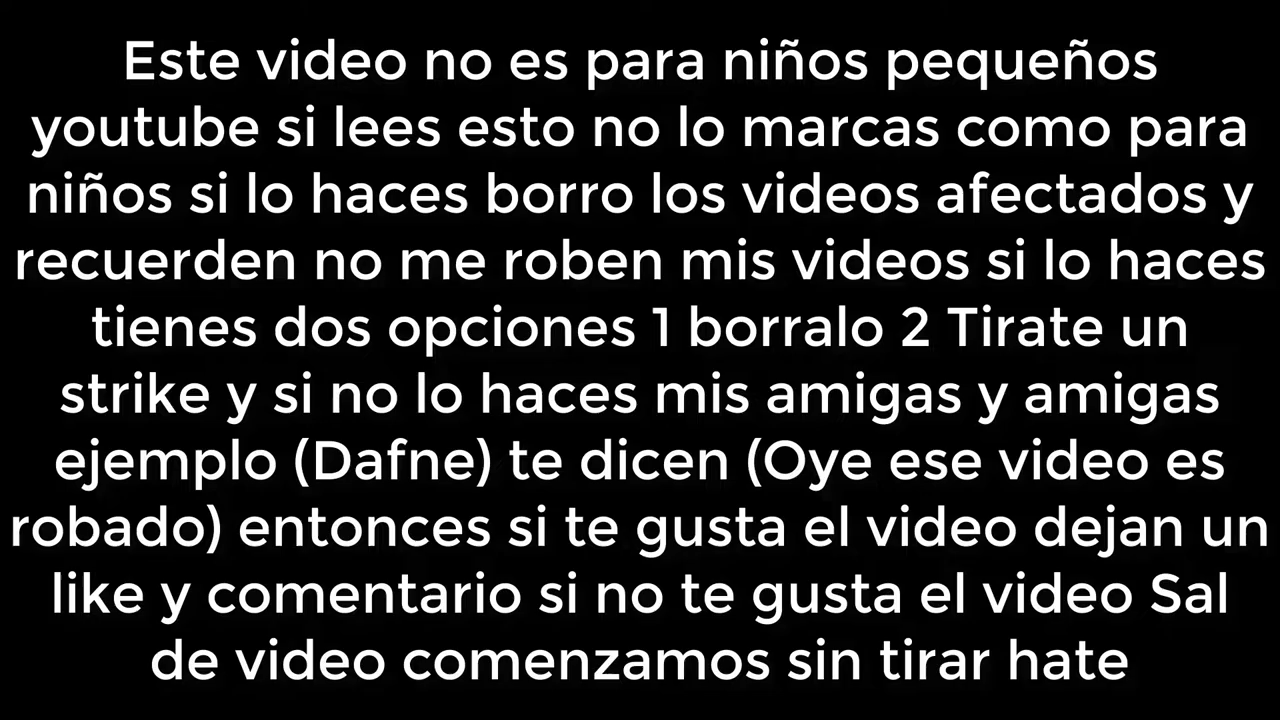 Este video no es para niños pequeños
youtube si lees esto no lo marcas como para
niños si lo haces borro los videos afectados y
recuerden no me roben mis videos si lo haces
tienes dos opciones 1 borralo 2 Tirate un
strike y si no lo haces mis amigas y amigas
ejemplo (Dafne) te dicen (Oye ese video es
robado) entonces si te gusta el video dejan un
like y comentario si no te gusta el video Sal
de video comenzamos sin tirar hate